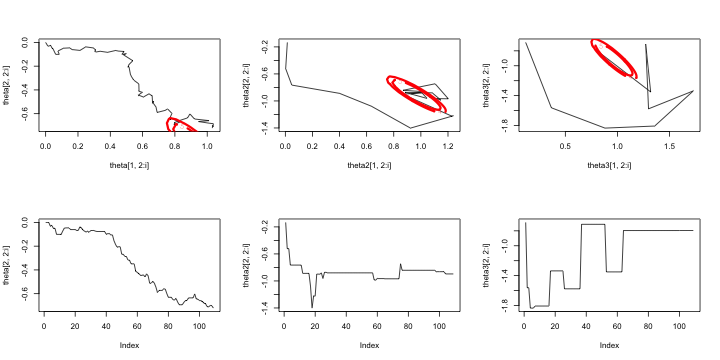 theta[2, 2:i]
0.0
-0.2
-0.4
-0.6
0.0 0.2 0.4 0.6 0.8 1.0
theta[1, 2:i]
theta2[2, 2:i]
-0.2
-0.6
-1.0
-1.4
0.0 0.2 0.4 0.6 0.8 1.0 1.2
theta2[1, 2:i]
theta3[2, 2:i]
-1.0
-1.4
-1.8
0.5 1.0 1.5
theta3[1, 2:i]
theta[2, 2:i]
0.0
-0.2
-0.4
-0.6
0 20 40 60 80 100
Index
theta2[2, 2:i]
-0.2
-0.6
-1.0
-1.4
0 20 40 60 80 100
Index
theta3[2, 2:i]
-1.0
-1.4
-1.8
0 20 40 60 80 100
Index